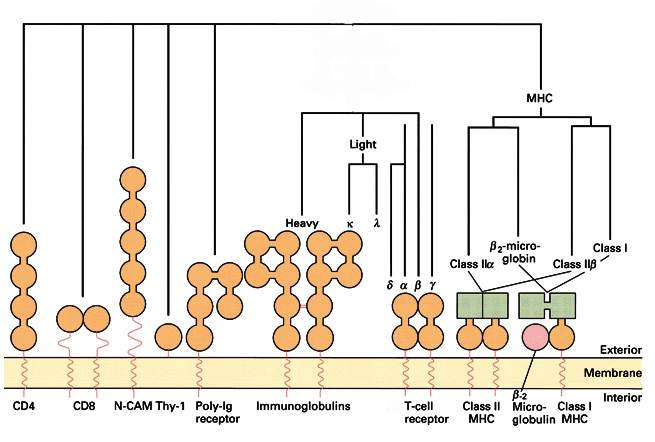 MHC
Light
Heavy
κ
λ
β2-micro-
globin
Class I
Class IIα
Class IIβ
δ
α
β
γ
Exterior
Membrane
Interior
CD4
CD8
N-CAM
Thy-1
Poly-Ig
receptor
Immunoglobulins
T-cell
receptor
Class II
MHC
β-2
Micro-
globulin
Class I
MHC